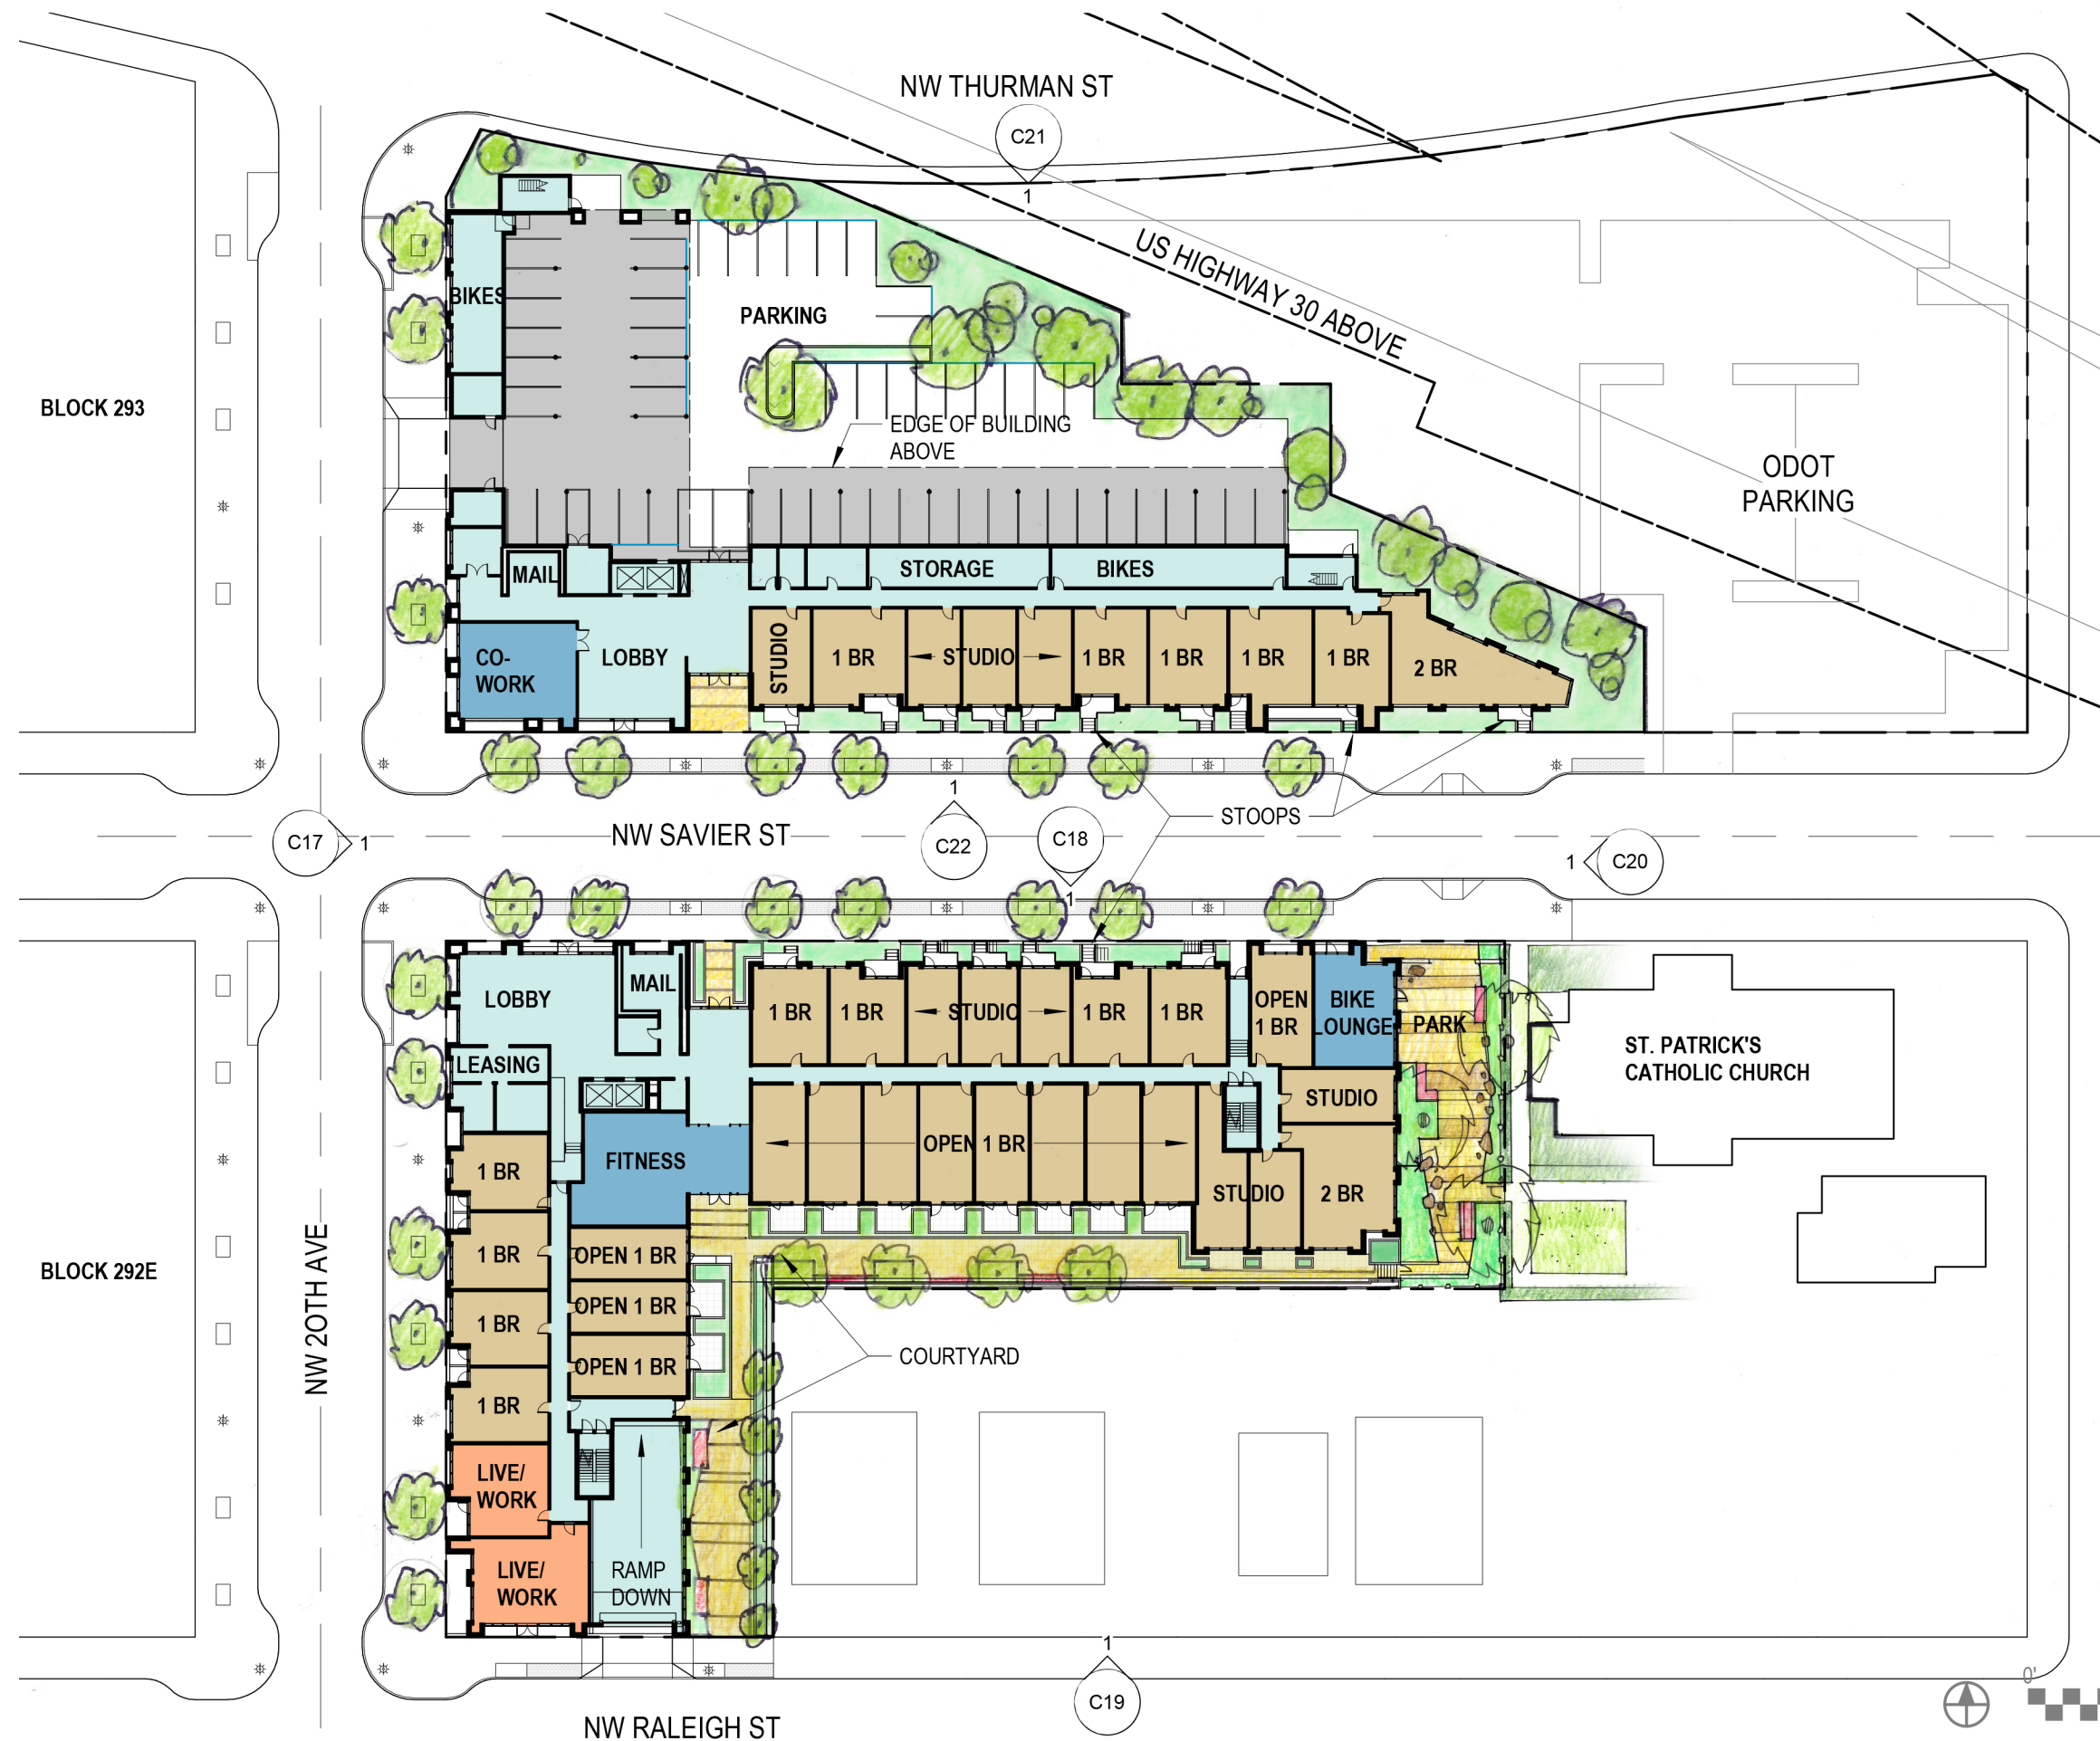 NW THURMAN ST
C21
1
US HIGHWAY 30 ABOVE
BIKES
PARKING
BLOCK 293
EDGE OF BUILDING
ABOVE
ODOT
PARKING
MAIL
STORAGE
BIKES
CO-
WORK
LOBBY
STUDIO
1 BR
STUDIO
1 BR
1 BR
1 BR
1 BR
2 BR
1
STOOPS
C17
1
NW SAVIER ST
C22
C18
1
1
C20
LOBBY
MAIL
1 BR
1 BR
STUDIO
1 BR
1 BR
OPEN
1 BR
BIKE
LOUNGE
PARK
ST. PATRICK'S
CATHOLIC CHURCH
LEASING
STUDIO
FITNESS
OPEN 1 BR
1 BR
STUDIO
2 BR
1 BR
OPEN 1 BR
BLOCK 292E
NW 20TH AVE
1 BR
OPEN 1 BR
COURTYARD
OPEN 1 BR
1 BR
LIVE/
WORK
LIVE/
WORK
RAMP
DOWN
1
C19
NW RALEIGH ST
0'